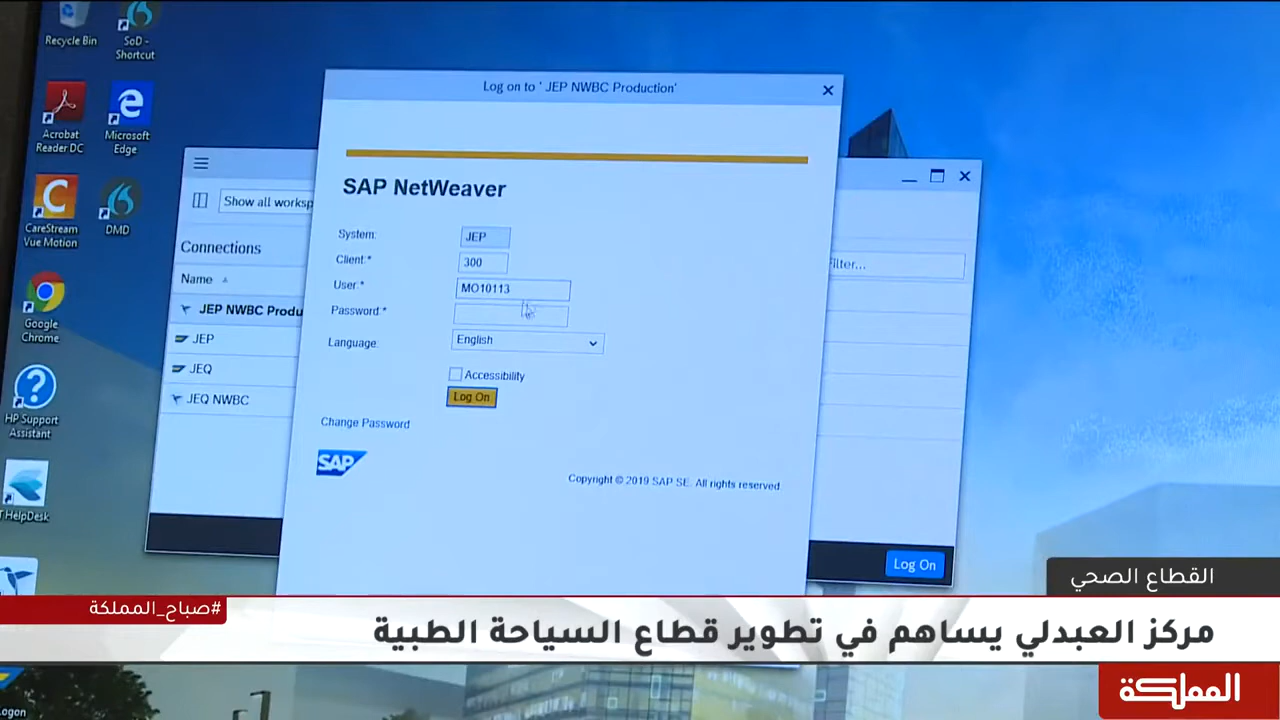 Recycle Bin
SoD -
Shortcut
Acrobat
Reader DC
Microsoft
Edge
CareStream
Vue Motion
DMD
Google
Chrome
HP Support
Assistant
HelpDesk
ogon
Show all worksp
Connections
Name
JEP NWBC Produ
JEP
JEQ
JEQ NWBC
Filter...
Log On
Log on to ' JEP NWBC Production'
SAP NetWeaver
System: JEP
Client:* 300
User:* MO10113
Password:*
Language: English
Accessibility
Log On
Change Password
SAP
Copyright © 2019 SAP SE. All rights reserved
القطاع الصحي
#صباح_المملكة
مركز العبدلي يساهم في تطوير قطاع السياحة الطبية
المملكة